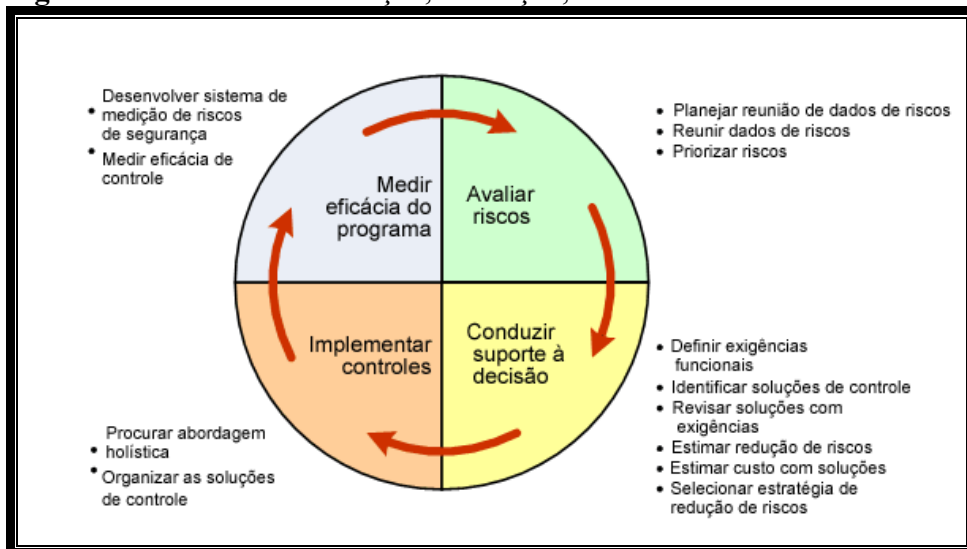 Desenvolver sistema de
• medição de riscos
de segurança
• Medir eficácia de
controle
• Planejar reunião de dados de riscos
• Reunir dados de riscos
• Priorizar riscos
Medir
eficácia do
programa
Avaliar
riscos
Implementar
controles
Conduzir
suporte à
decisão
• Definir exigências
funcionais
• Identificar soluções de controle
• Revisar soluções com
exigências
• Estimar redução de riscos
• Estimar custo com soluções
• Selecionar estratégia de
redução de riscos
Procurar abordagem
• holística
• Organizar as soluções
de controle